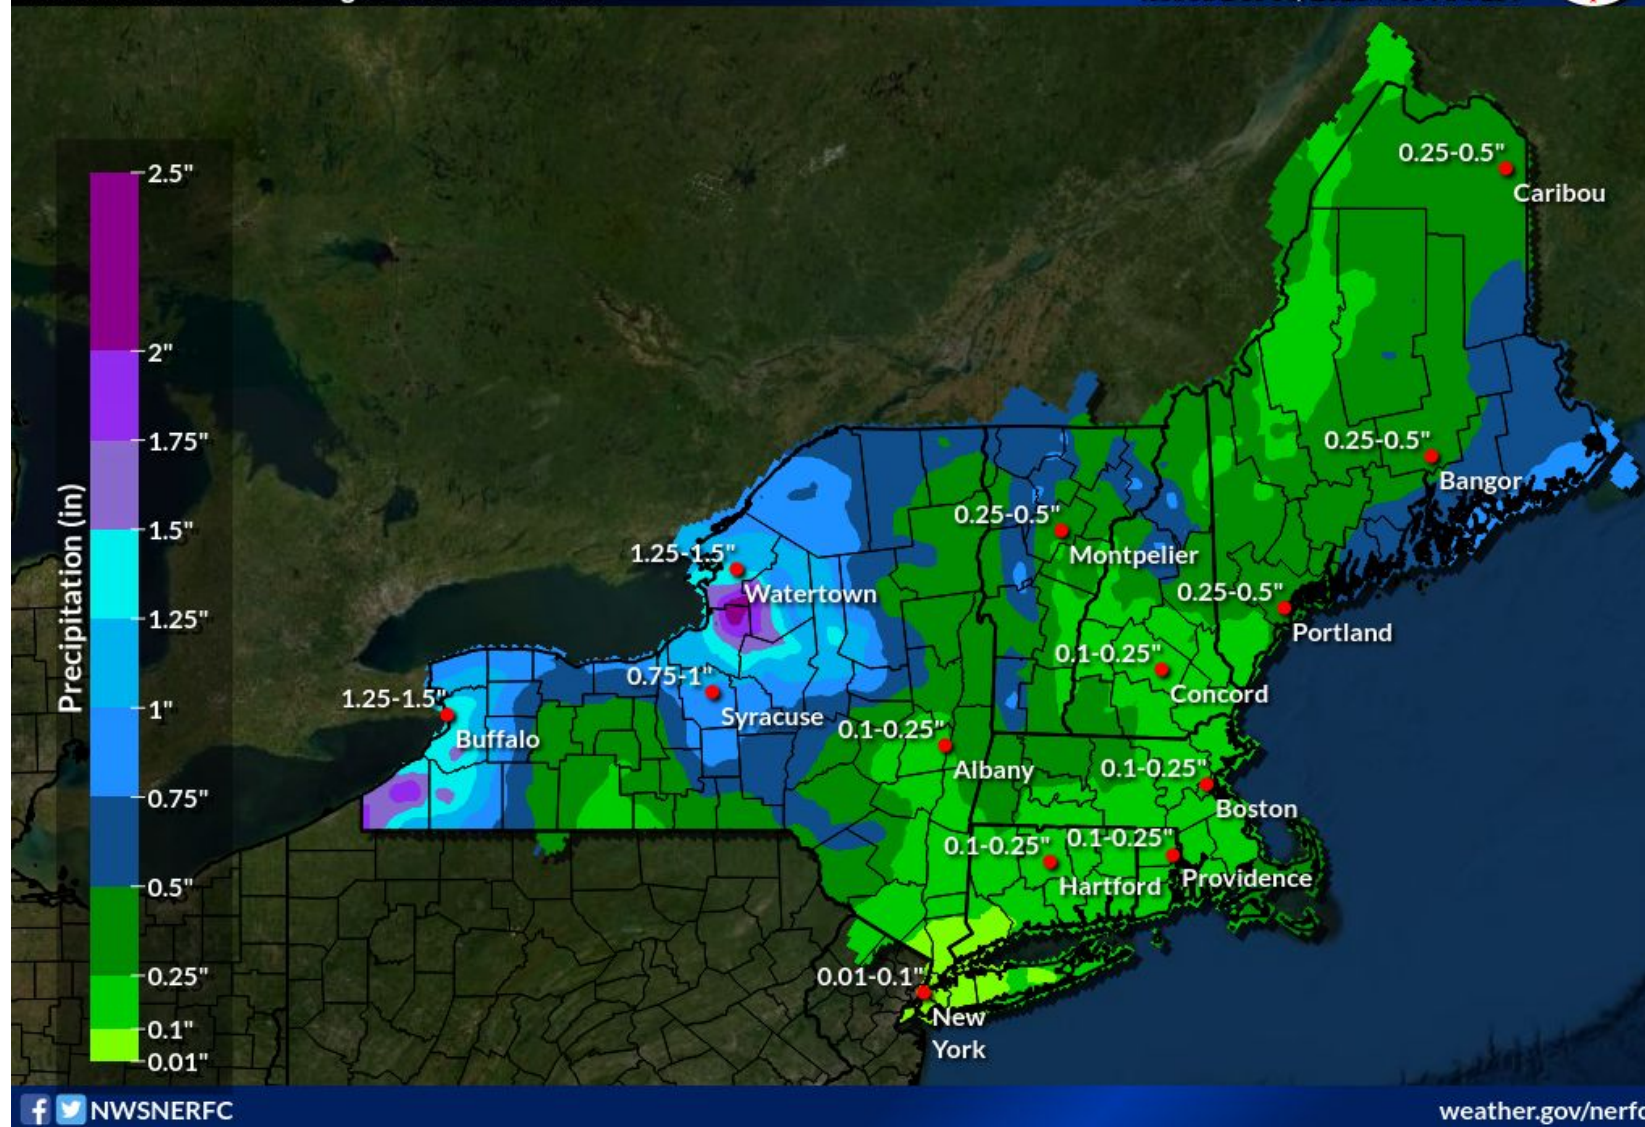 2.5"
2"
1.75"
1.5"
1.25"
1"
0.75"
0.5"
0.25"
0.1"
0.01"
Precipitation (in)
0.25-0.5"
Caribou
0.25-0.5"
Bangor
0.25-0.5"
Montpelier
1.25-1.5"
Watertown
0.25-0.5"
Portland
0.1-0.25"
Concord
0.75-1"
Syracuse
1.25-1.5"
Buffalo
0.1-0.25"
Albany
0.1-0.25"
Boston
0.1-0.25"
Hartford
0.1-0.25"
Providence
0.01-0.1"
New
York
NWSNERFC
weather.gov/nerfc